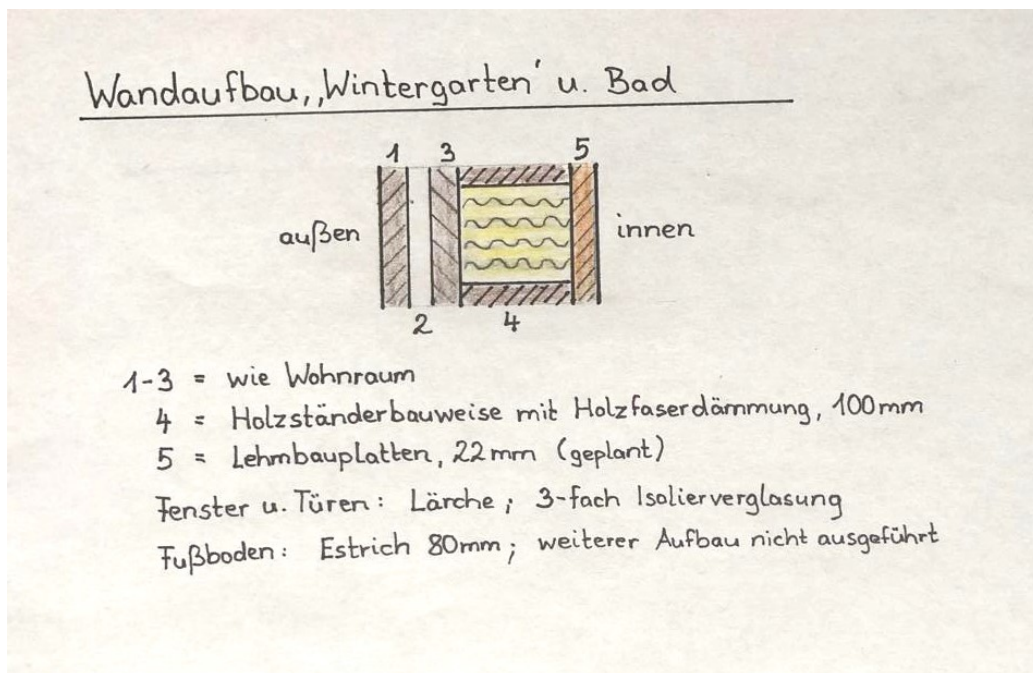 Wandaufbau „Wintergarten' u. Bad
1 3 5
außen innen
2 4
1-3 = wie Wohnraum
4 = Holzständerbauweise mit Holzfaserdämmung, 100mm
5 = Lehmbauplatten, 22mm (geplant)
Fenster u. Türen: Lärche; 3-fach Isolierverglasung
Fußboden: Estrich 80mm; weiterer Aufbau nicht ausgeführt